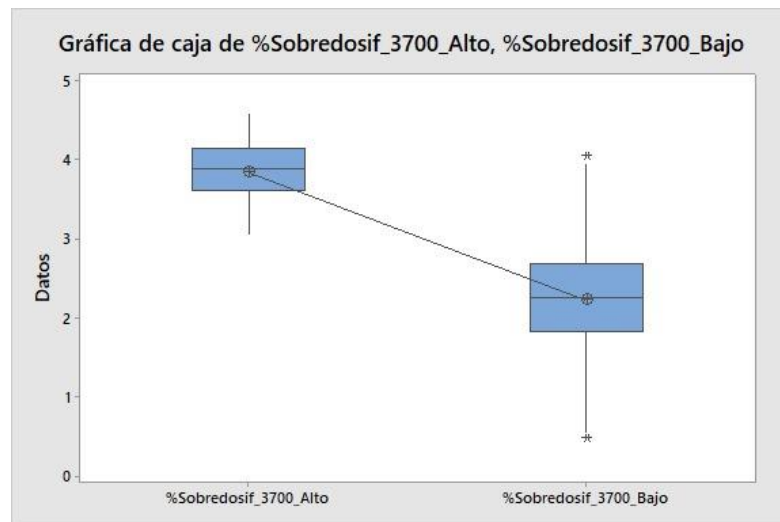 Gráfica de caja de %Sobredosif_3700_Alto, %Sobredosif_3700_Bajo
5
4
3
2
1
0
Datos
%Sobredosif_3700_Alto
%Sobredosif_3700_Bajo